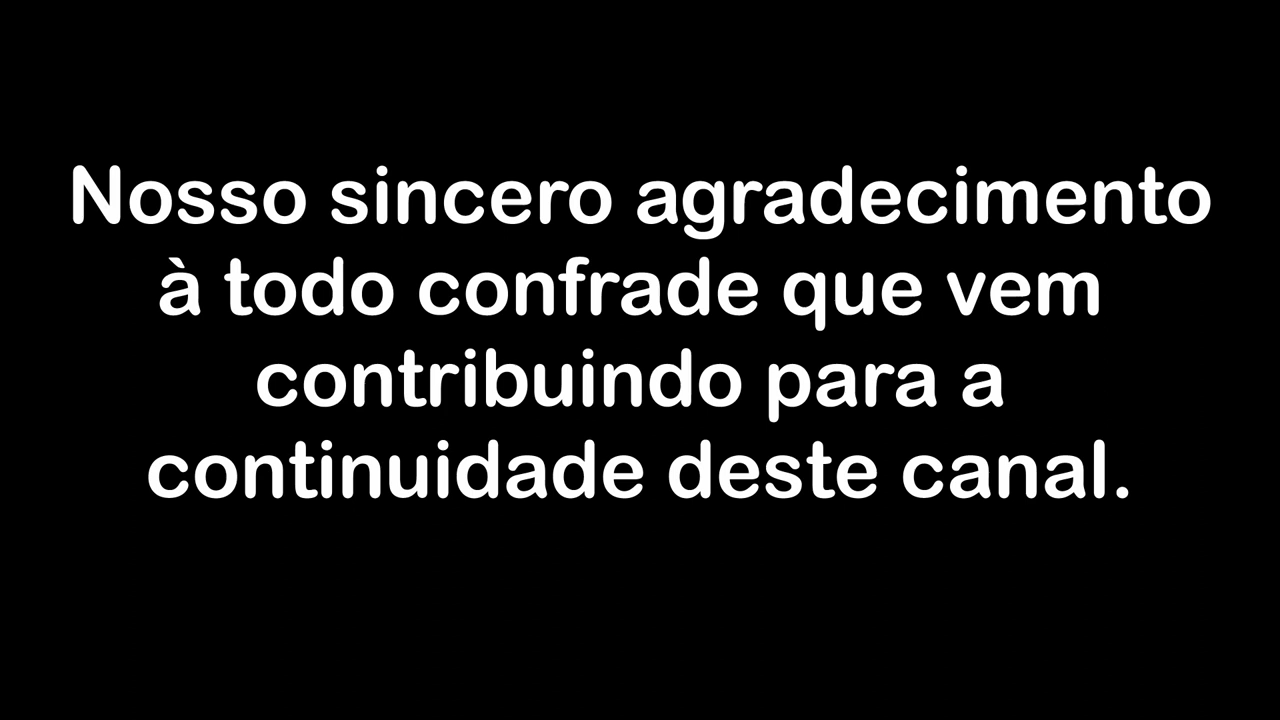 Nosso sincero agradecimento
à todo confrade que vem
contribuindo para a
continuidade deste canal.